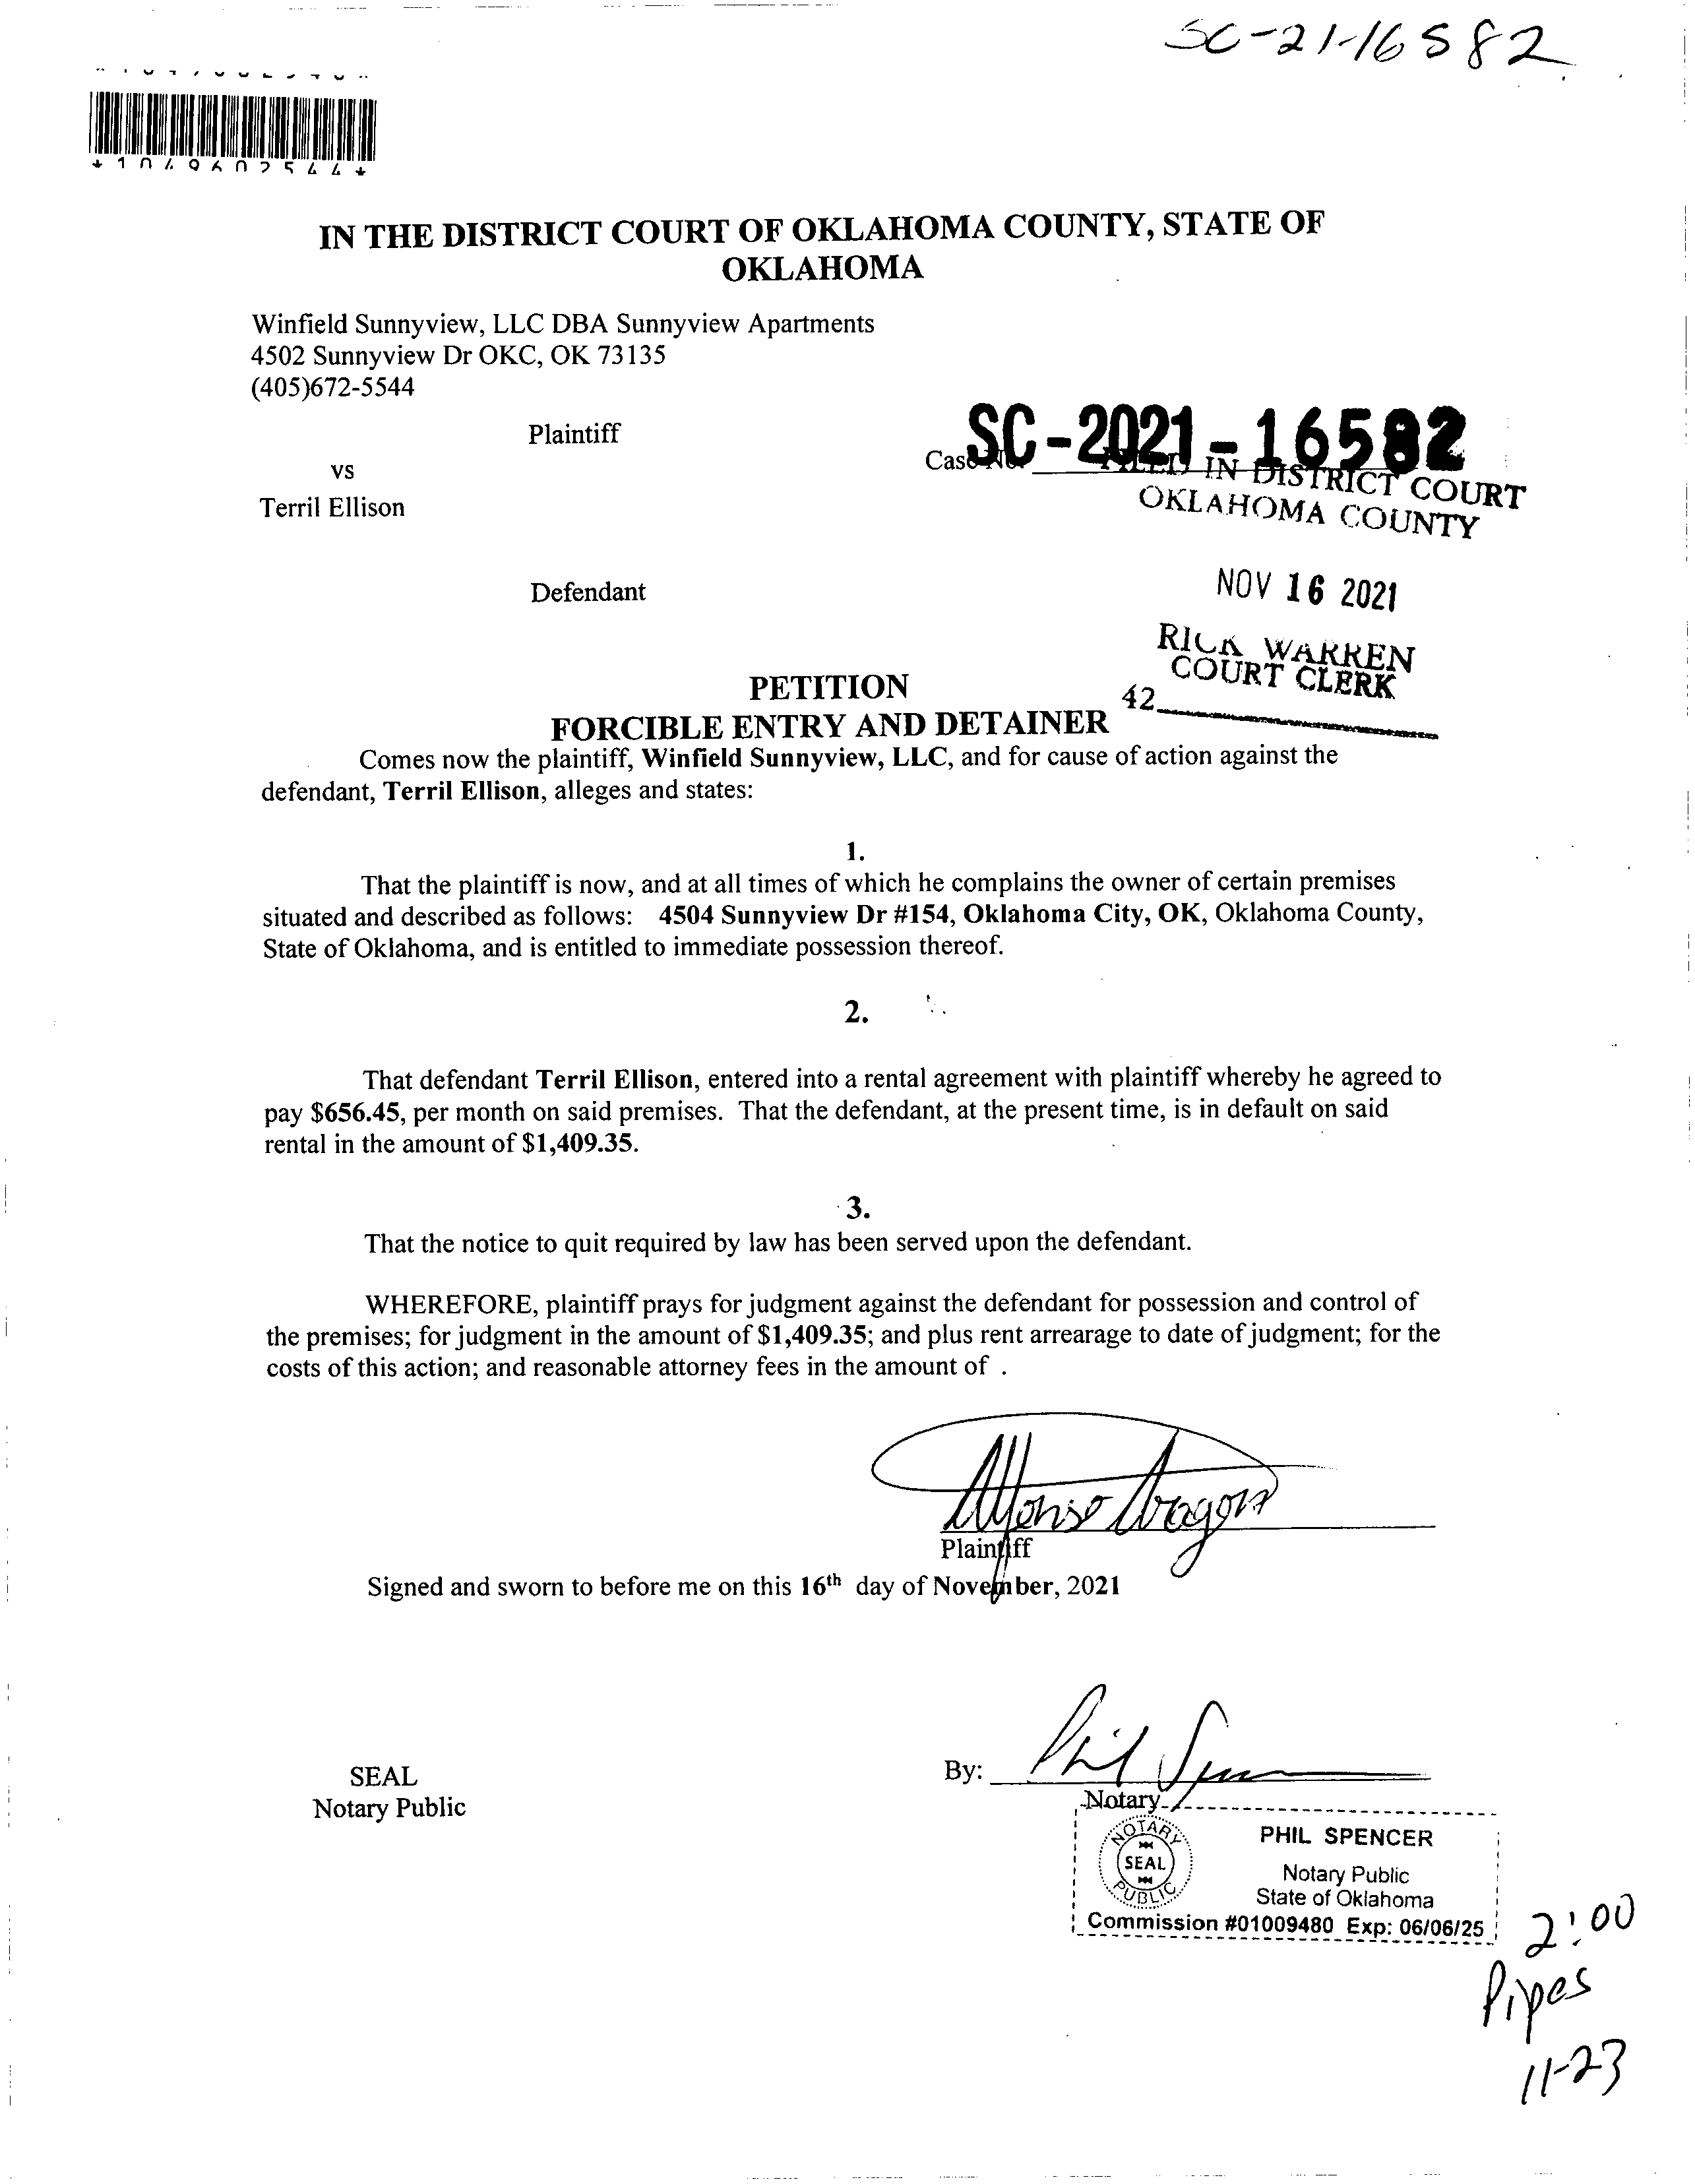 SC-21-16582
*1049602544*
IN THE DISTRICT COURT OF OKLAHOMA COUNTY, STATE OF
OKLAHOMA
Winfield Sunnyview, LLC DBA Sunnyview Apartments
4502 Sunnyview Dr OKC, OK 73135
(405)672-5544
Plaintiff
vs
Case No. SC-2021-16582
Terril Ellison
FILED IN DISTRICT COURT
OKLAHOMA COUNTY
Defendant
NOV 16 2021
RICK WARREN
COURT CLERK
42
PETITION
FORCIBLE ENTRY AND DETAINER
Comes now the plaintiff, Winfield Sunnyview, LLC, and for cause of action against the
defendant, Terril Ellison, alleges and states:
1.
That the plaintiff is now, and at all times of which he complains the owner of certain premises
situated and described as follows: 4504 Sunnyview Dr #154, Oklahoma City, OK, Oklahoma County,
State of Oklahoma, and is entitled to immediate possession thereof.
2.
That defendant Terril Ellison, entered into a rental agreement with plaintiff whereby he agreed to
pay $656.45, per month on said premises. That the defendant, at the present time, is in default on said
rental in the amount of $1,409.35.
3.
That the notice to quit required by law has been served upon the defendant.
WHEREFORE, plaintiff prays for judgment against the defendant for possession and control of
the premises; for judgment in the amount of $1,409.35; and plus rent arrearage to date of judgment; for the
costs of this action; and reasonable attorney fees in the amount of .
Alfonso Aragon
Plaintiff
Signed and sworn to before me on this 16th day of November, 2021
SEAL
Notary Public
By: Phil Spencer
Notary
NOTARY PUBLIC SEAL
PHIL SPENCER
Notary Public
State of Oklahoma
Commission #01009480 Exp: 06/06/25
2:00
Pipes
11-23